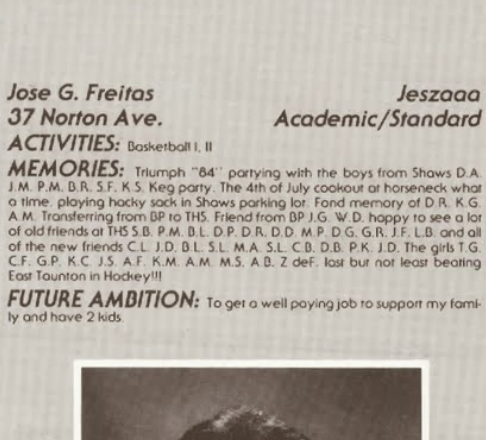 Jose G. Freitas Jeszaaa
37 Norton Ave. Academic/Standard
ACTIVITIES: Basketball I, II
MEMORIES: Triumph "84" partying with the boys from Shaws D.A.
J.M. P.M. B.R. S.F. K.S. Keg party. The 4th of July cookout at horseneck what
a time. playing hacky sack in Shaws parking lot. Fond memory of D.R. K.G.
A.M. Transfering from BP to THS. Friend from BP J.G. W.D. happy to see a lot
of old friends at THS S.B. P.M. B.L. D.P. D.R. D.D. M.P. D.G. G.R. J.F. L.B. and all
of the new friends C.L. J.D. B.L. S.L. M.A. S.L. C.B. D.B. P.K. J.D. The girls T.G.
C.F. G.P. K.C. J.S. A.F. K.M. A.M. M.S. A.B. Z deF. last but not least beating
East Taunton in Hockey!!!
FUTURE AMBITION: To get a well paying job to support my fami-
ly and have 2 kids.